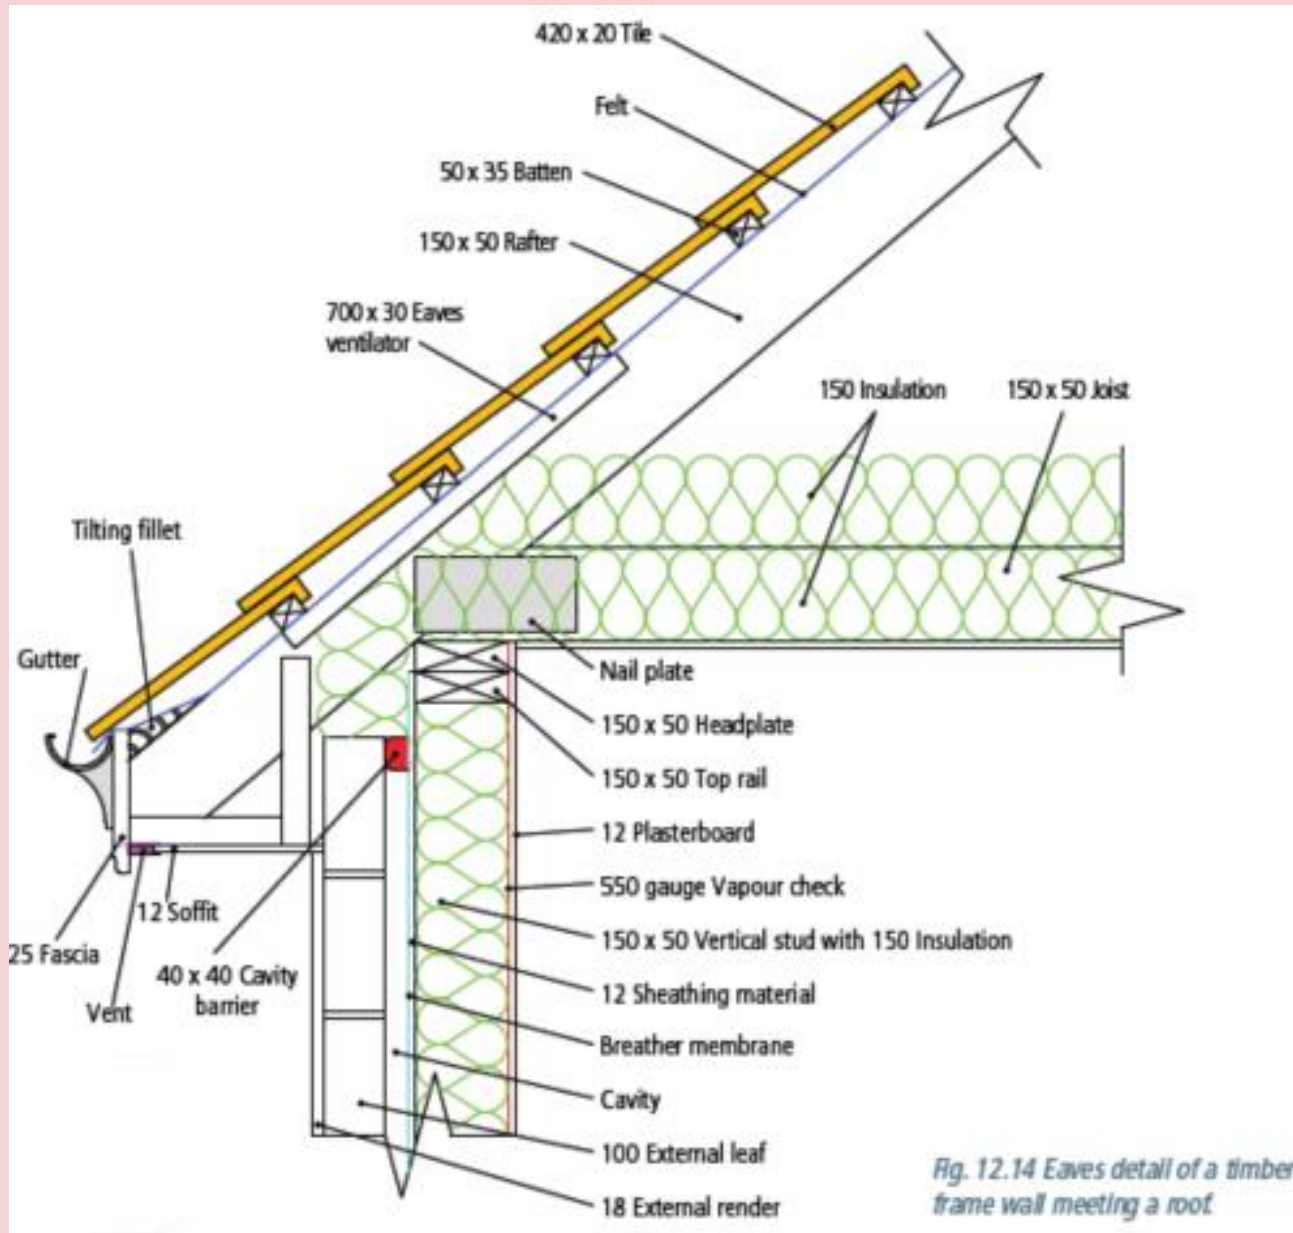 420 x 20 Tile
Felt
50 x 35 Batten
150 x 50 Rafter
700 x 30 Eaves
ventilator
150 Insulation
150 x 50 Joist
Tilting fillet
Gutter
Nail plate
150 x 50 Headplate
150 x 50 Top rail
12 Plasterboard
550 gauge Vapour check
12 Soffit
150 x 50 Vertical stud with 150 Insulation
25 Fascia
40 x 40 Cavity
barrier
12 Sheathing material
Vent
Breather membrane
Cavity
100 External leaf
18 External render
Fig. 12.14 Eaves detail of a timber
frame wall meeting a roof.